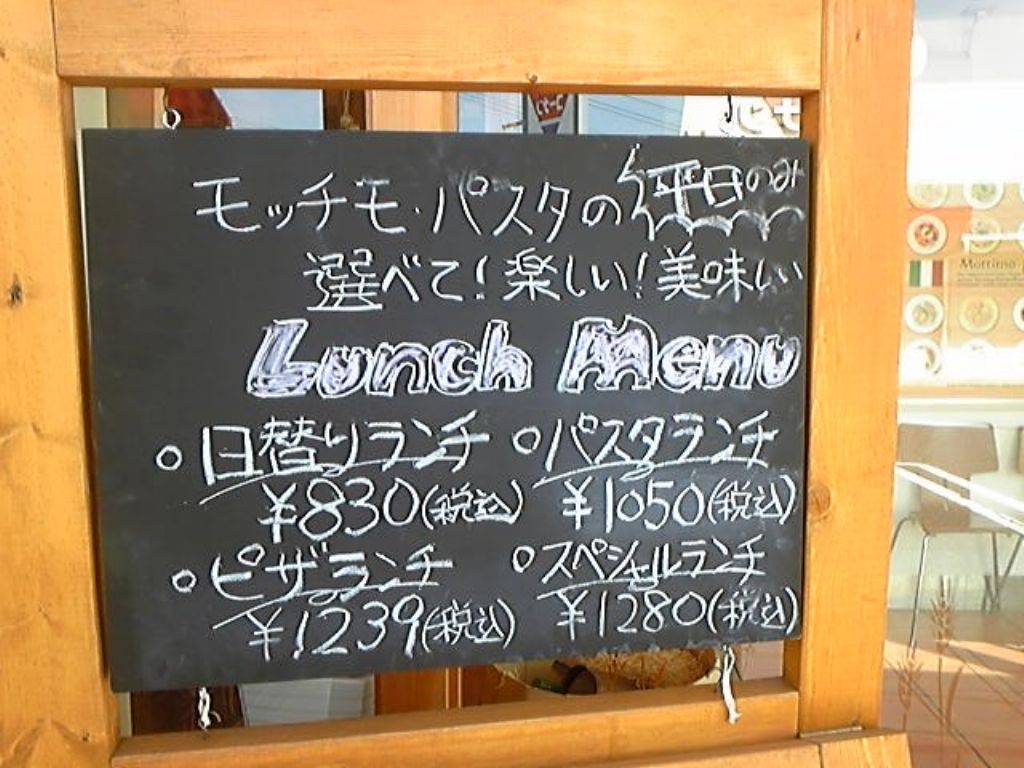 モッチモ・パスタの
平日のみ
選べて!楽しい!美味しい
Lunch Menu
○日替りランチ
¥830(税込)
○パスタランチ
¥1050(税込)
○ピザランチ
¥1239(税込)
○スペシャルランチ
¥1280(税込)
Mottimo